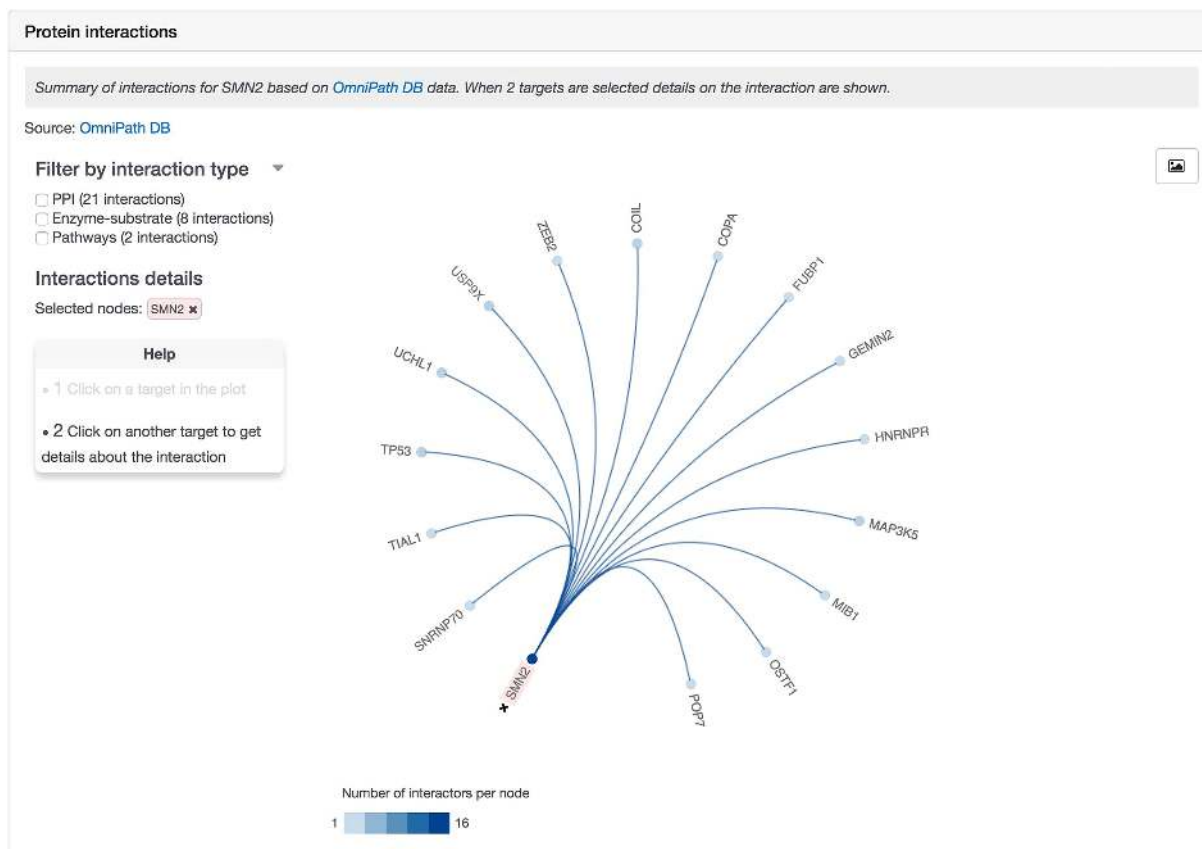 Protein interactions
Summary of interactions for SMN2 based on OmniPath DB data. When 2 targets are selected details on the interaction are shown.
Source: OmniPath DB
Filter by interaction type
PPI (21 interactions)
Enzyme-substrate (8 interactions)
Pathways (2 interactions)
Interactions details
Selected nodes: SMN2 ×
Help
• 1 Click on a target in the plot
• 2 Click on another target to get
details about the interaction
COIL
COPA
FUBP1
GEMIN2
HNRNPR
MAP3K5
MIB1
OSTF1
POP7
× SMN2
SNRNP70
TIAL1
TP53
UCHL1
USP9X
ZEB2
Number of interactors per node
1 16